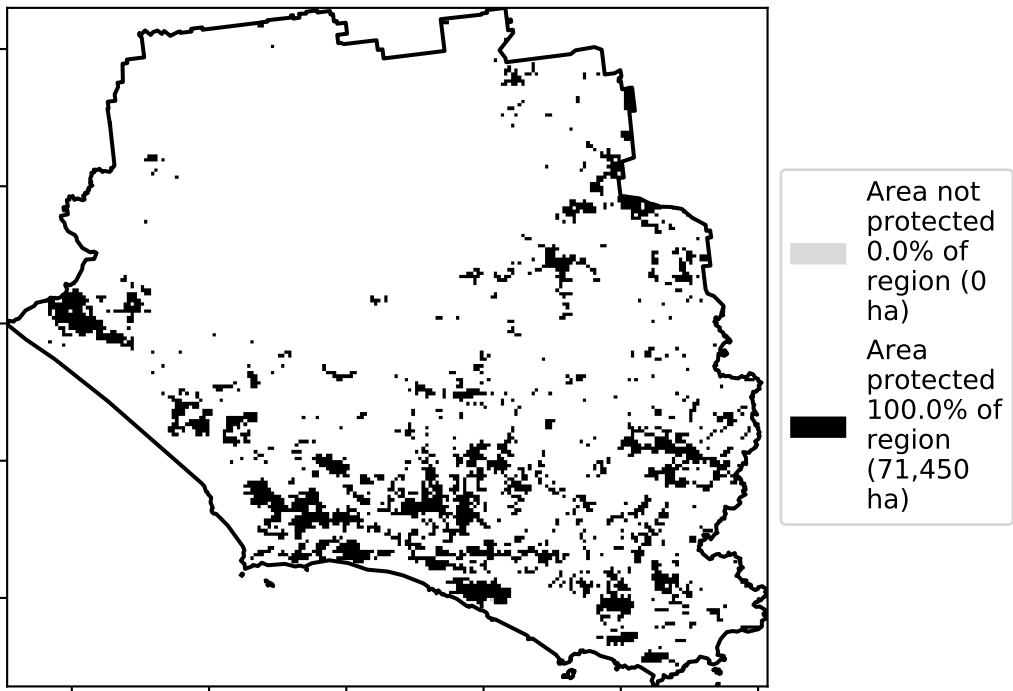 Area not
protected
0.0% of
region (0
ha)
Area
protected
100.0% of
region
(71,450
ha)